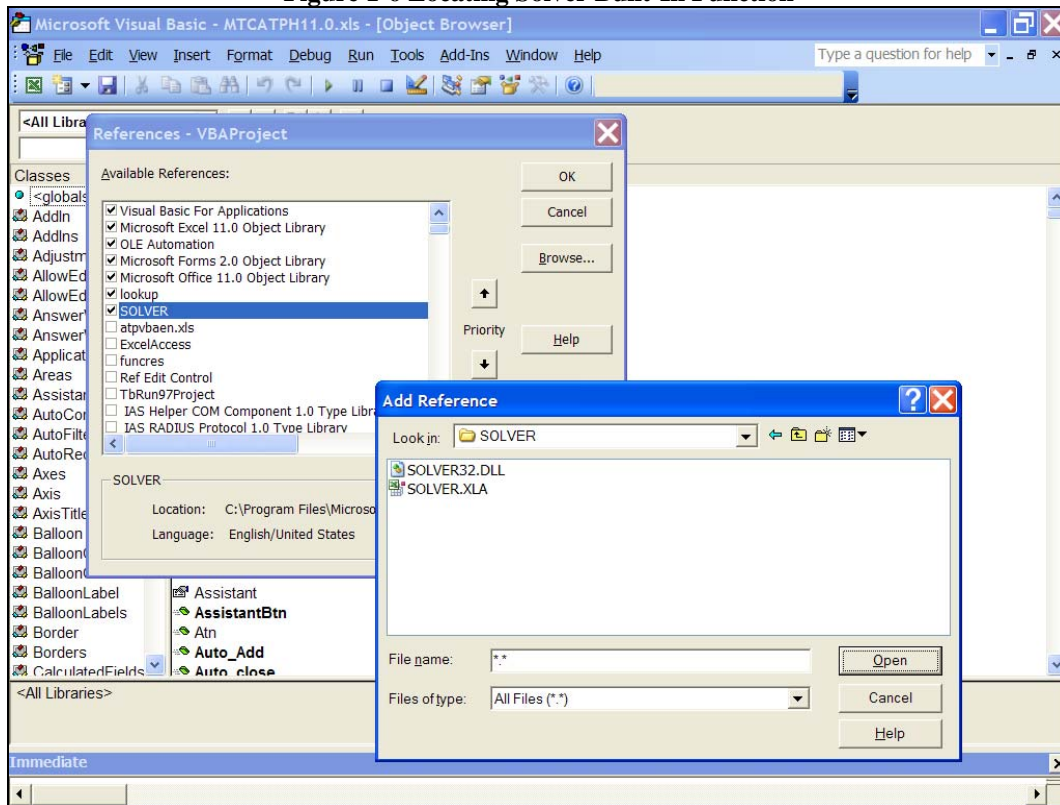 Figure 1-6 Locating Solver Built-In Function
Microsoft Visual Basic - MTCATPH11.0.xls - [Object Browser]
File Edit View Insert Format Debug Run Tools Add-Ins Window Help
Type a question for help
<All Libra
References - VBAProject
Available References:
OK
Cancel
Browse...
Priority
Help
Visual Basic For Applications
Microsoft Excel 11.0 Object Library
OLE Automation
Microsoft Forms 2.0 Object Library
Microsoft Office 11.0 Object Library
lookup
SOLVER
atpvbaen.xls
ExcelAccess
funcres
Ref Edit Control
TbRun97Project
IAS Helper COM Component 1.0 Type Libra
IAS RADIUS Protocol 1.0 Type Library
SOLVER
Location: C:\Program Files\Microso
Language: English/United States
Classes
<globals
AddIn
AddIns
Adjustm
AllowEd
AllowEd
Answer
Answer
Applicat
Areas
Assistan
AutoCor
AutoFilte
AutoRec
Axes
Axis
AxisTitle
Balloon
Balloon
Balloon
BalloonLabel
BalloonLabels
Border
Borders
CalculatedFields
Assistant
AssistantBtn
Atn
Auto_Add
Auto_close
Add Reference
Look in: SOLVER
SOLVER32.DLL
SOLVER.XLA
File name: *.*
Open
Files of type: All Files (*.*)
Cancel
Help
<All Libraries>
Immediate